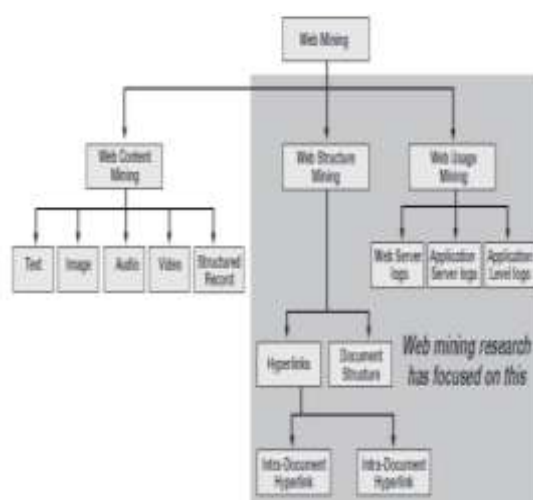 Web Mining
Web Content
Mining
Web Structure
Mining
Web Usage
Mining
Text
Image
Audio
Video
Structured
Record
Web Server
logs
Application
Server logs
Application
Level logs
Hyperlinks
Document
Structure
Web mining research
has focused on this
Intra-Document
Hyperlink
Intra-Document
Hyperlink